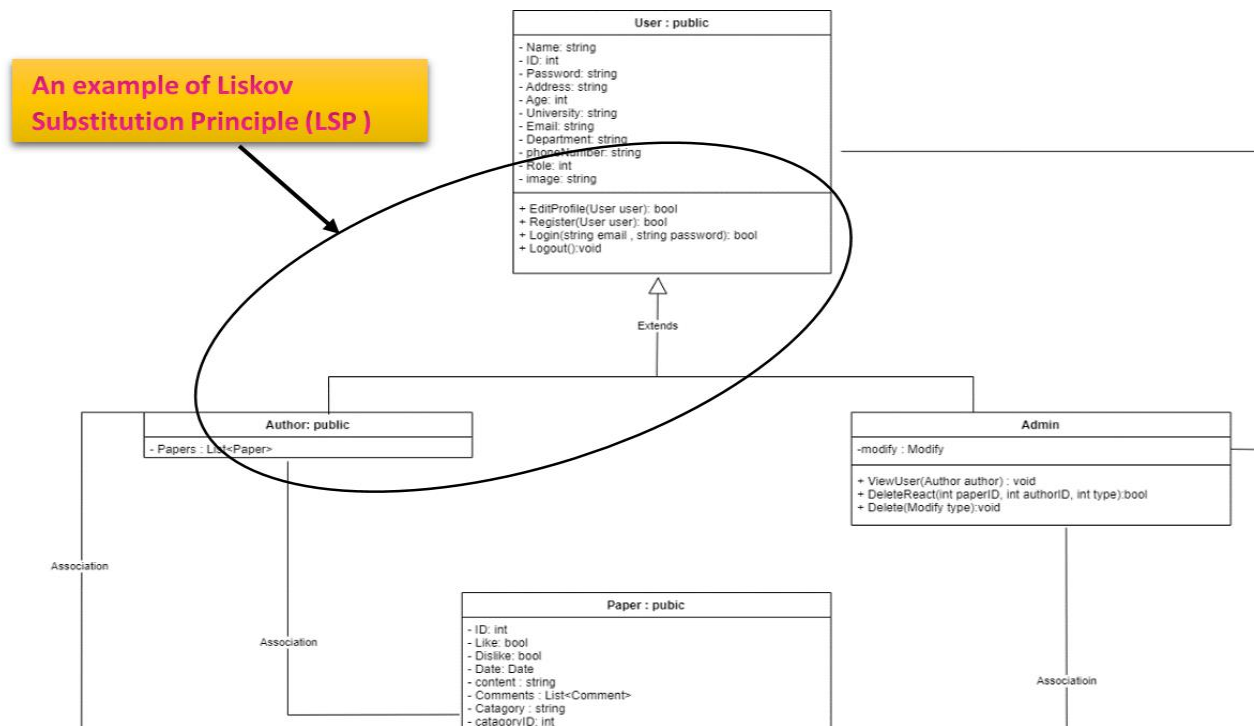 User : public
- Name: string
- ID: int
- Password: string
- Address: string
- Age: int
- University: string
- Email: string
- Department: string
- phoneNumber: string
- Role: int
- image: string
+ EditProfile(User user): bool
+ Register(User user): bool
+ Login(string email , string password): bool
+ Logout():void
An example of Liskov
Substitution Principle (LSP )
Extends
Author: public
- Papers : List<Paper>
Admin
-modify : Modify
+ ViewUser(Author author) : void
+ DeleteReact(int paperID, int authorID, int type):bool
+ Delete(Modify type):void
Association
Association
Paper : pubic
- ID: int
- Like: bool
- Dislike: bool
- Date: Date
- content : string
- Comments : List<Comment>
- Catagory : string
- catagoryID: int
Associatioin